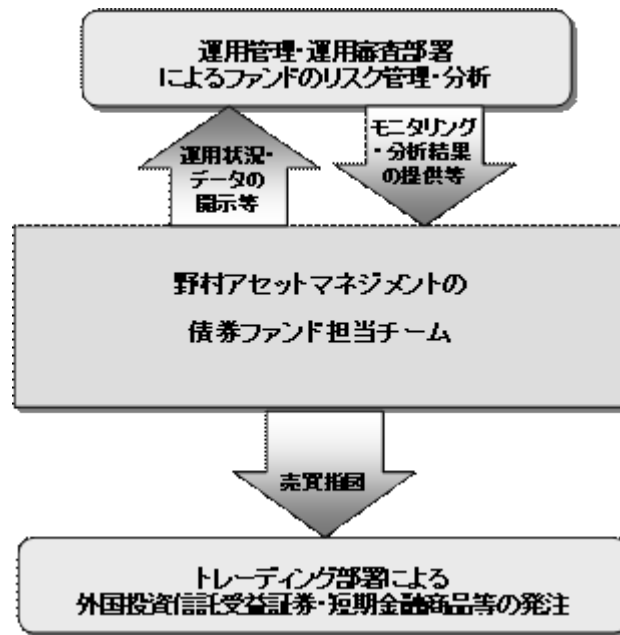 運用管理・運用審査部署
によるファンドのリスク管理・分析
運用状況・
データの
開示等
モニタリング
・分析結果
の提供等
野村アセットマネジメントの
債券ファンド担当チーム
売買指図
トレーディング部署による
外国投資信託受益証券・短期金融商品等の発注